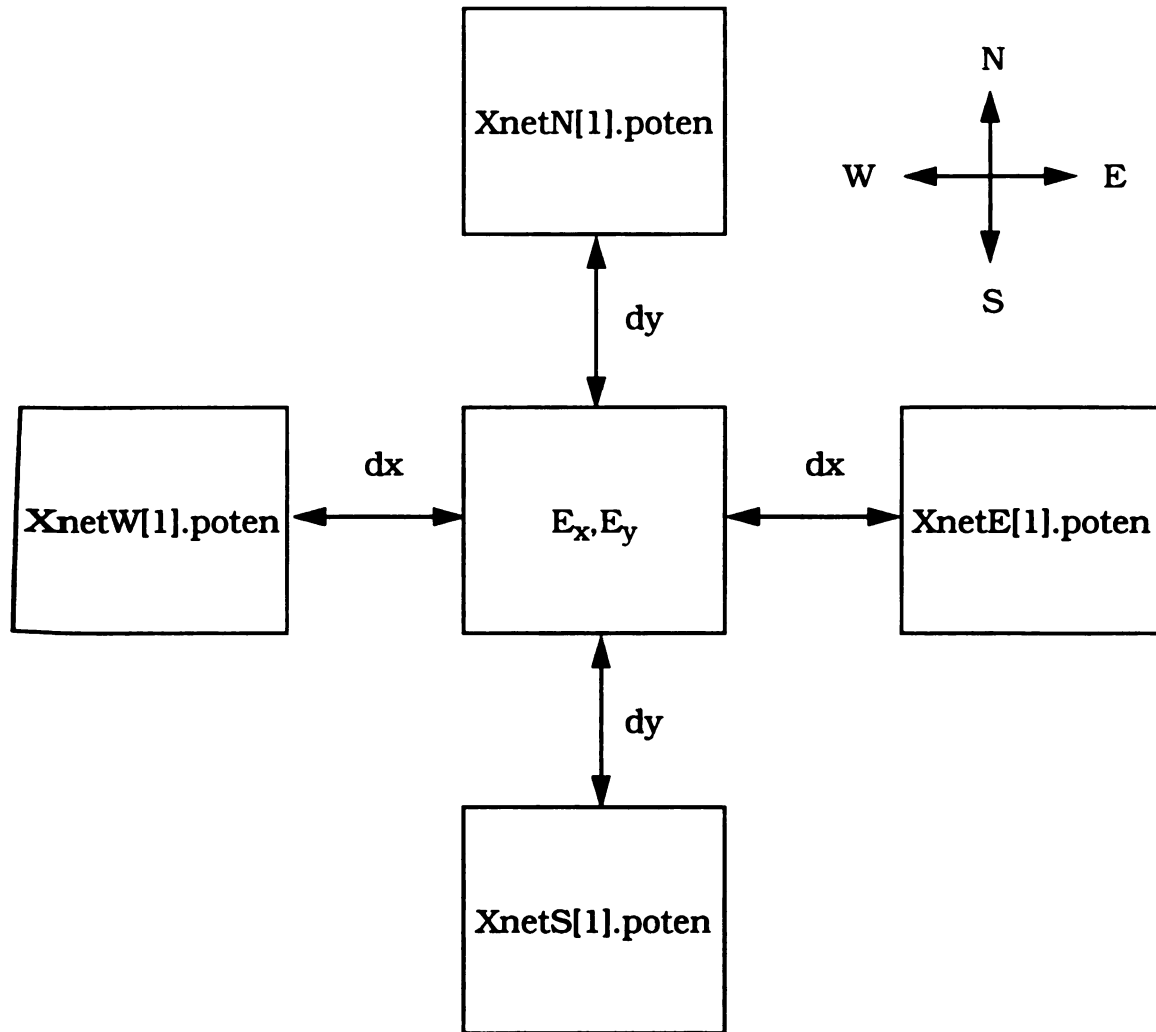 N
XnetN[1].poten
W E
S
dy
dx dx
XnetW[1].poten Ex,Ey XnetE[1].poten
dy
XnetS[1].poten